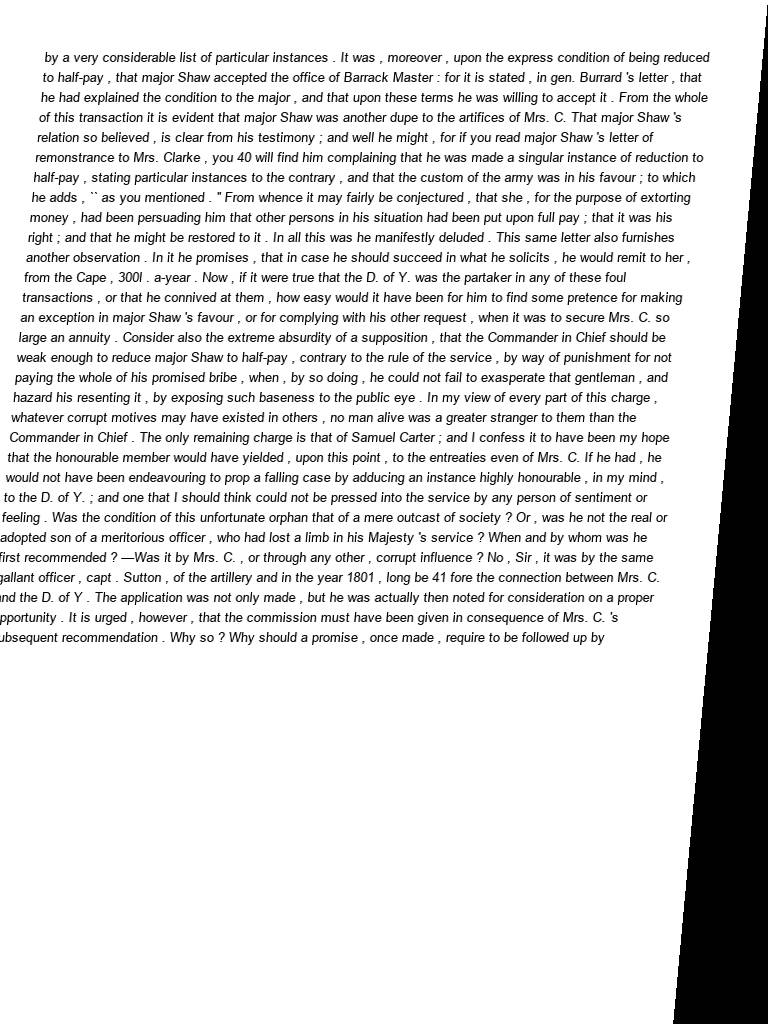 by a very considerable list of particular instances . It was , moreover , upon the express condition of being reduced
to half-pay , that major Shaw accepted the office of Barrack Master : for it is stated , in gen. Burrard 's letter , that
he had explained the condition to the major , and that upon these terms he was willing to accept it . From the whole
of this transaction it is evident that major Shaw was another dupe to the artifices of Mrs. C. That major Shaw 's
relation so believed , is clear from his testimony ; and well he might , for if you read major Shaw 's letter of
remonstrance to Mrs. Clarke , you 40 will find him complaining that he was made a singular instance of reduction to
half-pay , stating particular instances to the contrary , and that the custom of the army was in his favour ; to which
he adds , `` as you mentioned . " From whence it may fairly be conjectured , that she , for the purpose of extorting
money , had been persuading him that other persons in his situation had been put upon full pay ; that it was his
right ; and that he might be restored to it . In all this was he manifestly deluded . This same letter also furnishes
another observation . In it he promises , that in case he should succeed in what he solicits , he would remit to her ,
from the Cape , 300l . a-year . Now , if it were true that the D. of Y. was the partaker in any of these foul
transactions , or that he connived at them , how easy would it have been for him to find some pretence for making
an exception in major Shaw 's favour , or for complying with his other request , when it was to secure Mrs. C. so
large an annuity . Consider also the extreme absurdity of a supposition , that the Commander in Chief should be
weak enough to reduce major Shaw to half-pay , contrary to the rule of the service , by way of punishment for not
paying the whole of his promised bribe , when , by so doing , he could not fail to exasperate that gentleman , and
hazard his resenting it , by exposing such baseness to the public eye . In my view of every part of this charge ,
whatever corrupt motives may have existed in others , no man alive was a greater stranger to them than the
Commander in Chief . The only remaining charge is that of Samuel Carter ; and I confess it to have been my hope
that the honourable member would have yielded , upon this point , to the entreaties even of Mrs. C. If he had , he
would not have been endeavouring to prop a falling case by adducing an instance highly honourable , in my mind ,
to the D. of Y. ; and one that I should think could not be pressed into the service by any person of sentiment or
feeling . Was the condition of this unfortunate orphan that of a mere outcast of society ? Or , was he not the real or
adopted son of a meritorious officer , who had lost a limb in his Majesty 's service ? When and by whom was he
first recommended ? —Was it by Mrs. C. , or through any other , corrupt influence ? No , Sir , it was by the same
gallant officer , capt . Sutton , of the artillery and in the year 1801 , long be 41 fore the connection between Mrs. C.
nd the D. of Y . The application was not only made , but he was actually then noted for consideration on a proper
pportunity . It is urged , however , that the commission must have been given in consequence of Mrs. C. 's
ubsequent recommendation . Why so ? Why should a promise , once made , require to be followed up by